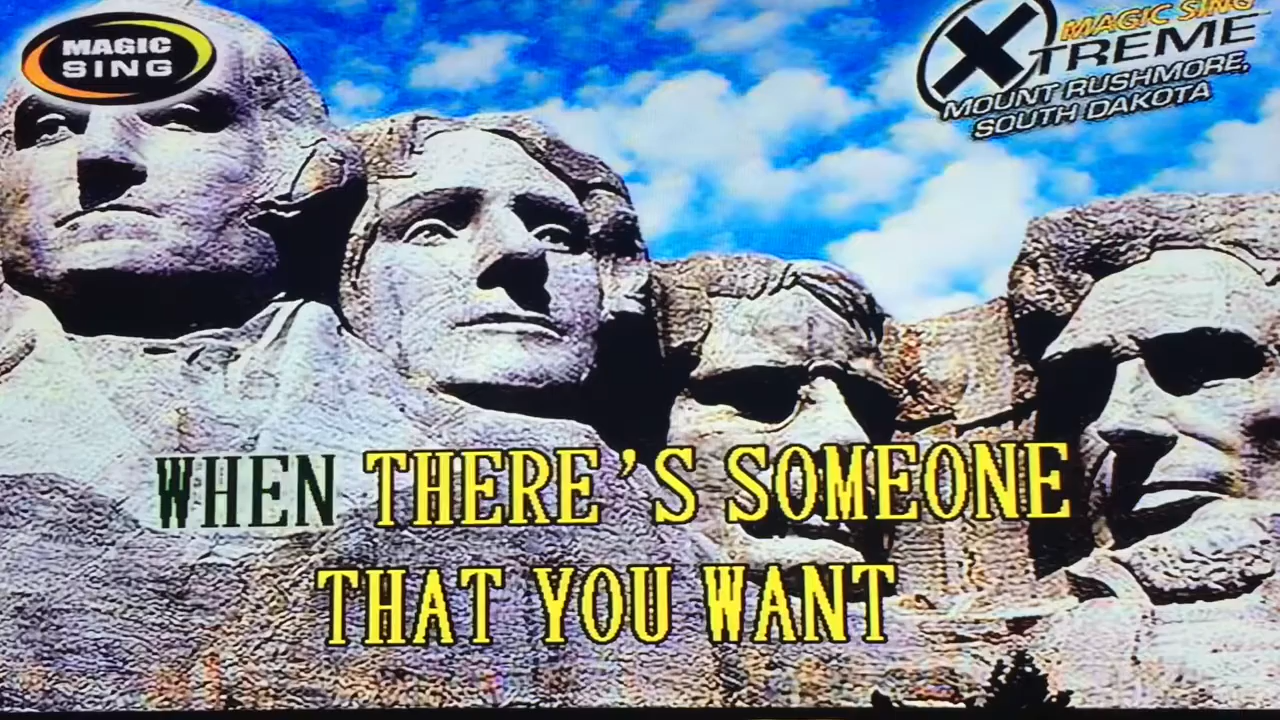 MAGIC
SING
MAGIC SING
XTREME
MOUNT RUSHMORE,
SOUTH DAKOTA
WHEN THERE'S SOMEONE
THAT YOU WANT